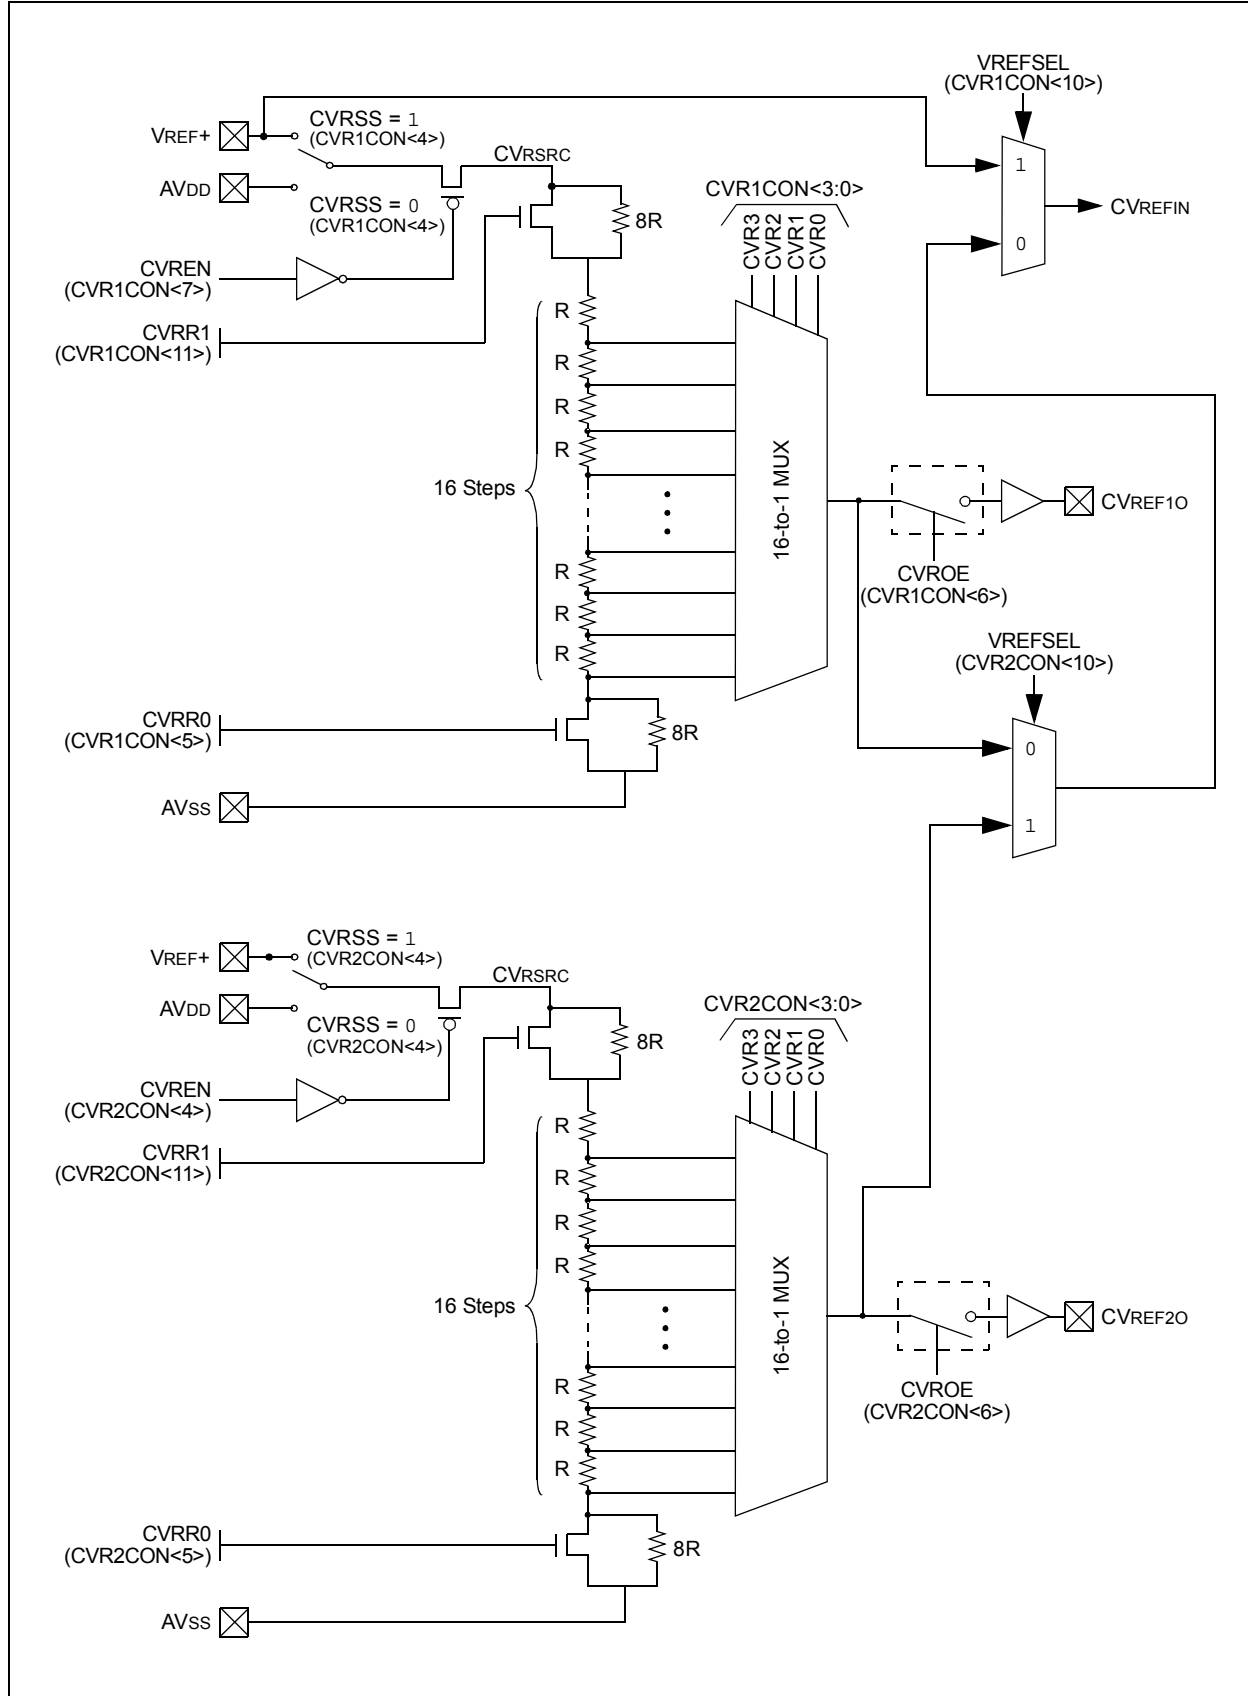 VREFSEL
(CVR1CON<10>)
VREF+
CVRSS = 1
(CVR1CON<4>)
CVRSRC
1
AVDD
CVRSS = 0
(CVR1CON<4>)
8R
CVR1CON<3:0>
CVR3
CVR2
CVR1
CVR0
CVREFIN
0
CVREN
(CVR1CON<7>)
CVRR1
(CVR1CON<11>)
R
R
R
R
16 Steps
16-to-1 MUX
CVREF1O
CVROE
(CVR1CON<6>)
R
R
R
VREFSEL
(CVR2CON<10>)
CVRR0
(CVR1CON<5>)
8R
0
AVSS
1
VREF+
CVRSS = 1
(CVR2CON<4>)
CVRSRC
AVDD
CVRSS = 0
(CVR2CON<4>)
8R
CVR2CON<3:0>
CVR3
CVR2
CVR1
CVR0
CVREN
(CVR2CON<4>)
CVRR1
(CVR2CON<11>)
R
R
R
R
16 Steps
16-to-1 MUX
CVREF2O
CVROE
(CVR2CON<6>)
R
R
R
CVRR0
(CVR2CON<5>)
8R
AVSS